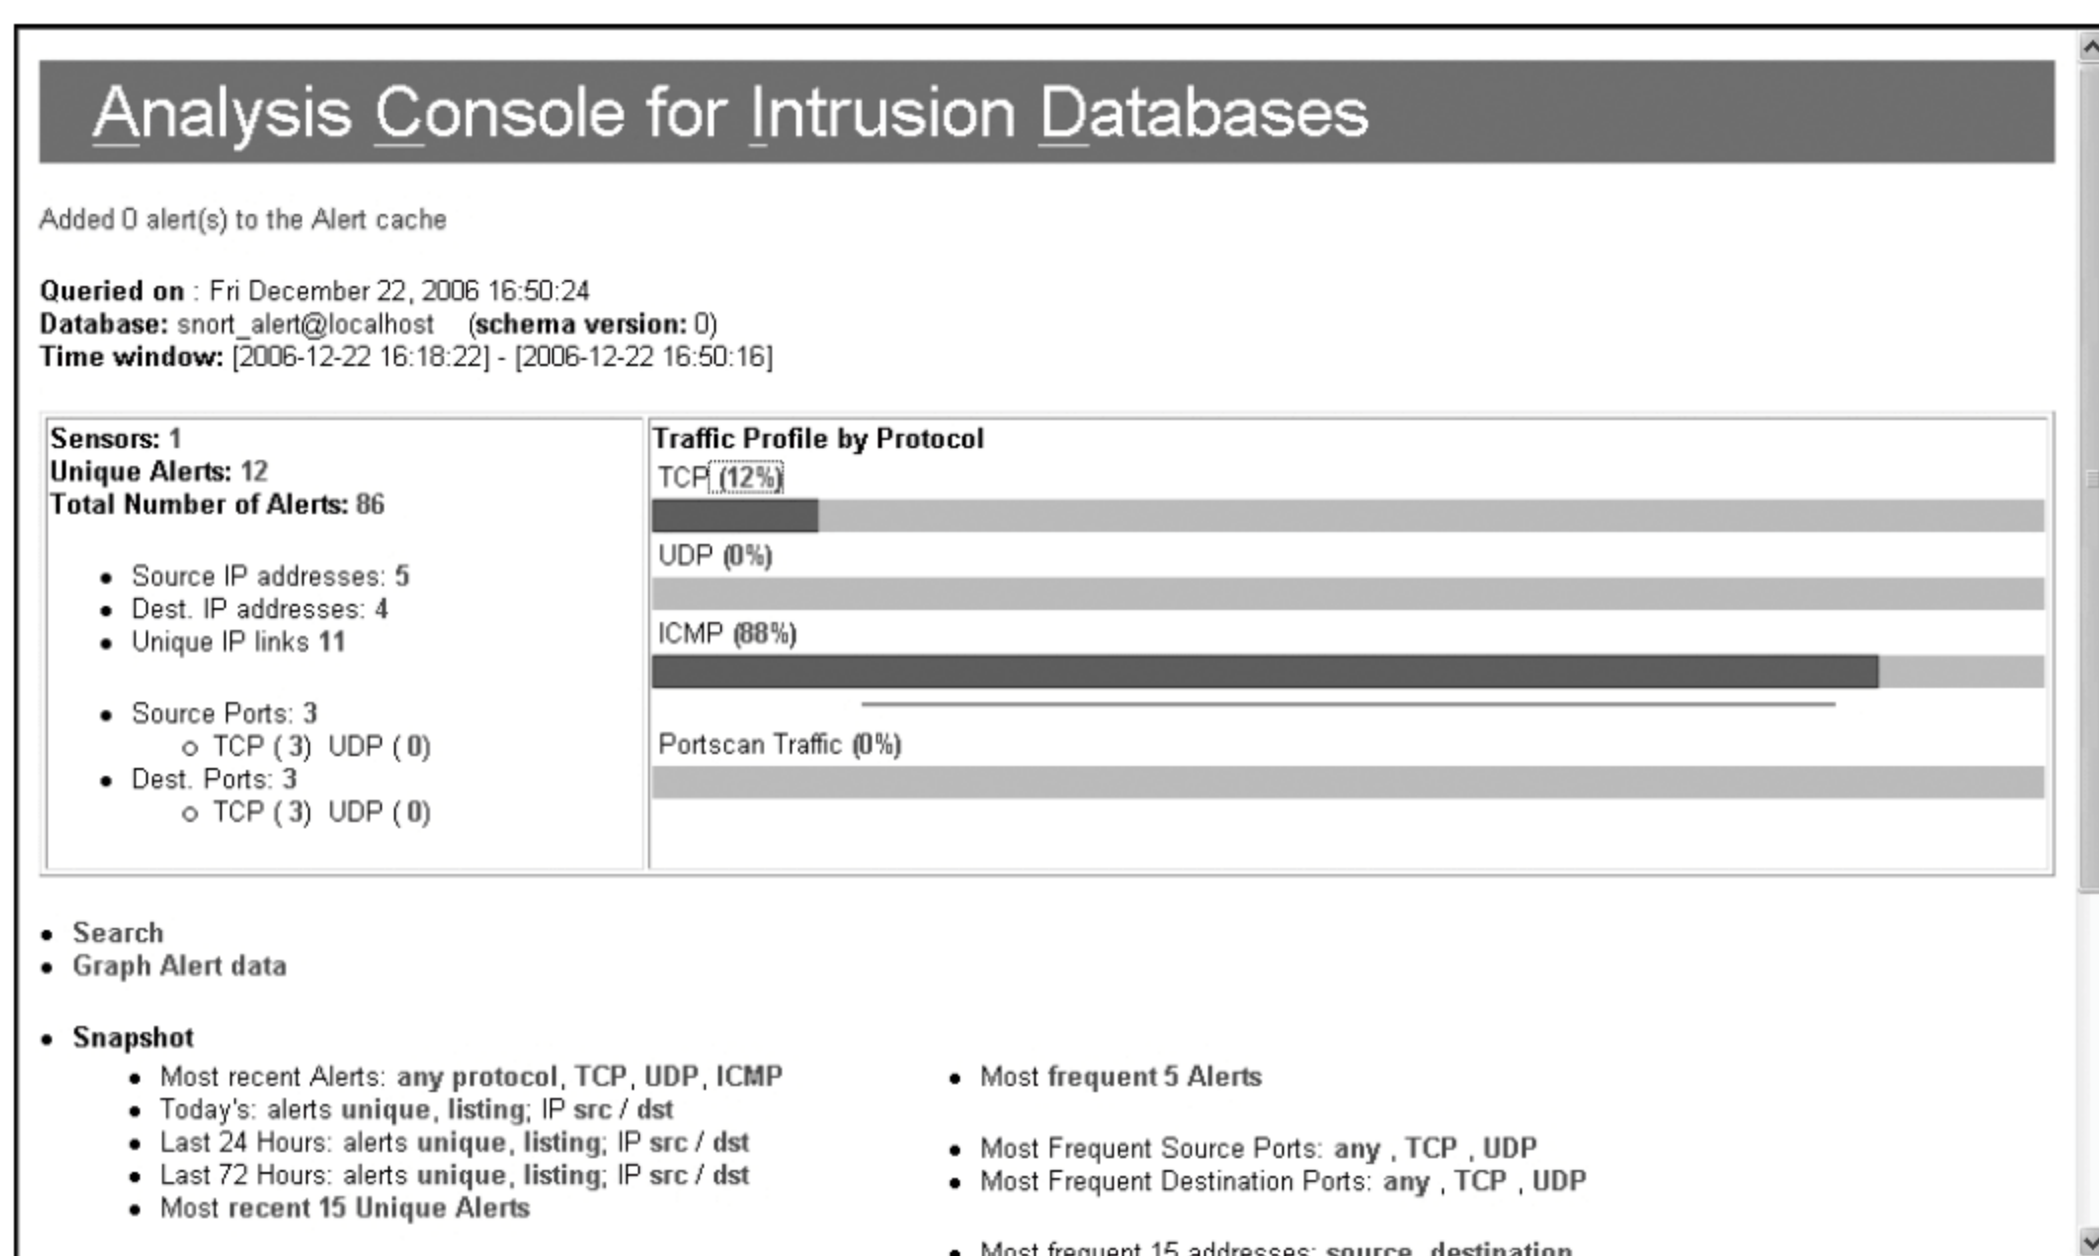 Analysis Console for Intrusion Databases
Added 0 alert(s) to the Alert cache
Queried on : Fri December 22, 2006 16:50:24
Database: snort_alert@localhost (schema version: 0)
Time window: [2006-12-22 16:18:22] - [2006-12-22 16:50:16]
Sensors: 1
Unique Alerts: 12
Total Number of Alerts: 86
• Source IP addresses: 5
• Dest. IP addresses: 4
• Unique IP links 11
• Source Ports: 3
o TCP ( 3) UDP ( 0)
• Dest. Ports: 3
o TCP ( 3) UDP ( 0)
Traffic Profile by Protocol
TCP (12%)
UDP (0%)
ICMP (88%)
Portscan Traffic (0%)
• Search
• Graph Alert data
• Snapshot
• Most recent Alerts: any protocol, TCP, UDP, ICMP
• Today's: alerts unique, listing; IP src / dst
• Last 24 Hours: alerts unique, listing; IP src / dst
• Last 72 Hours: alerts unique, listing; IP src / dst
• Most recent 15 Unique Alerts
• Most frequent 5 Alerts
• Most Frequent Source Ports: any , TCP , UDP
• Most Frequent Destination Ports: any , TCP , UDP
• Most frequent 15 addresses: source, destination